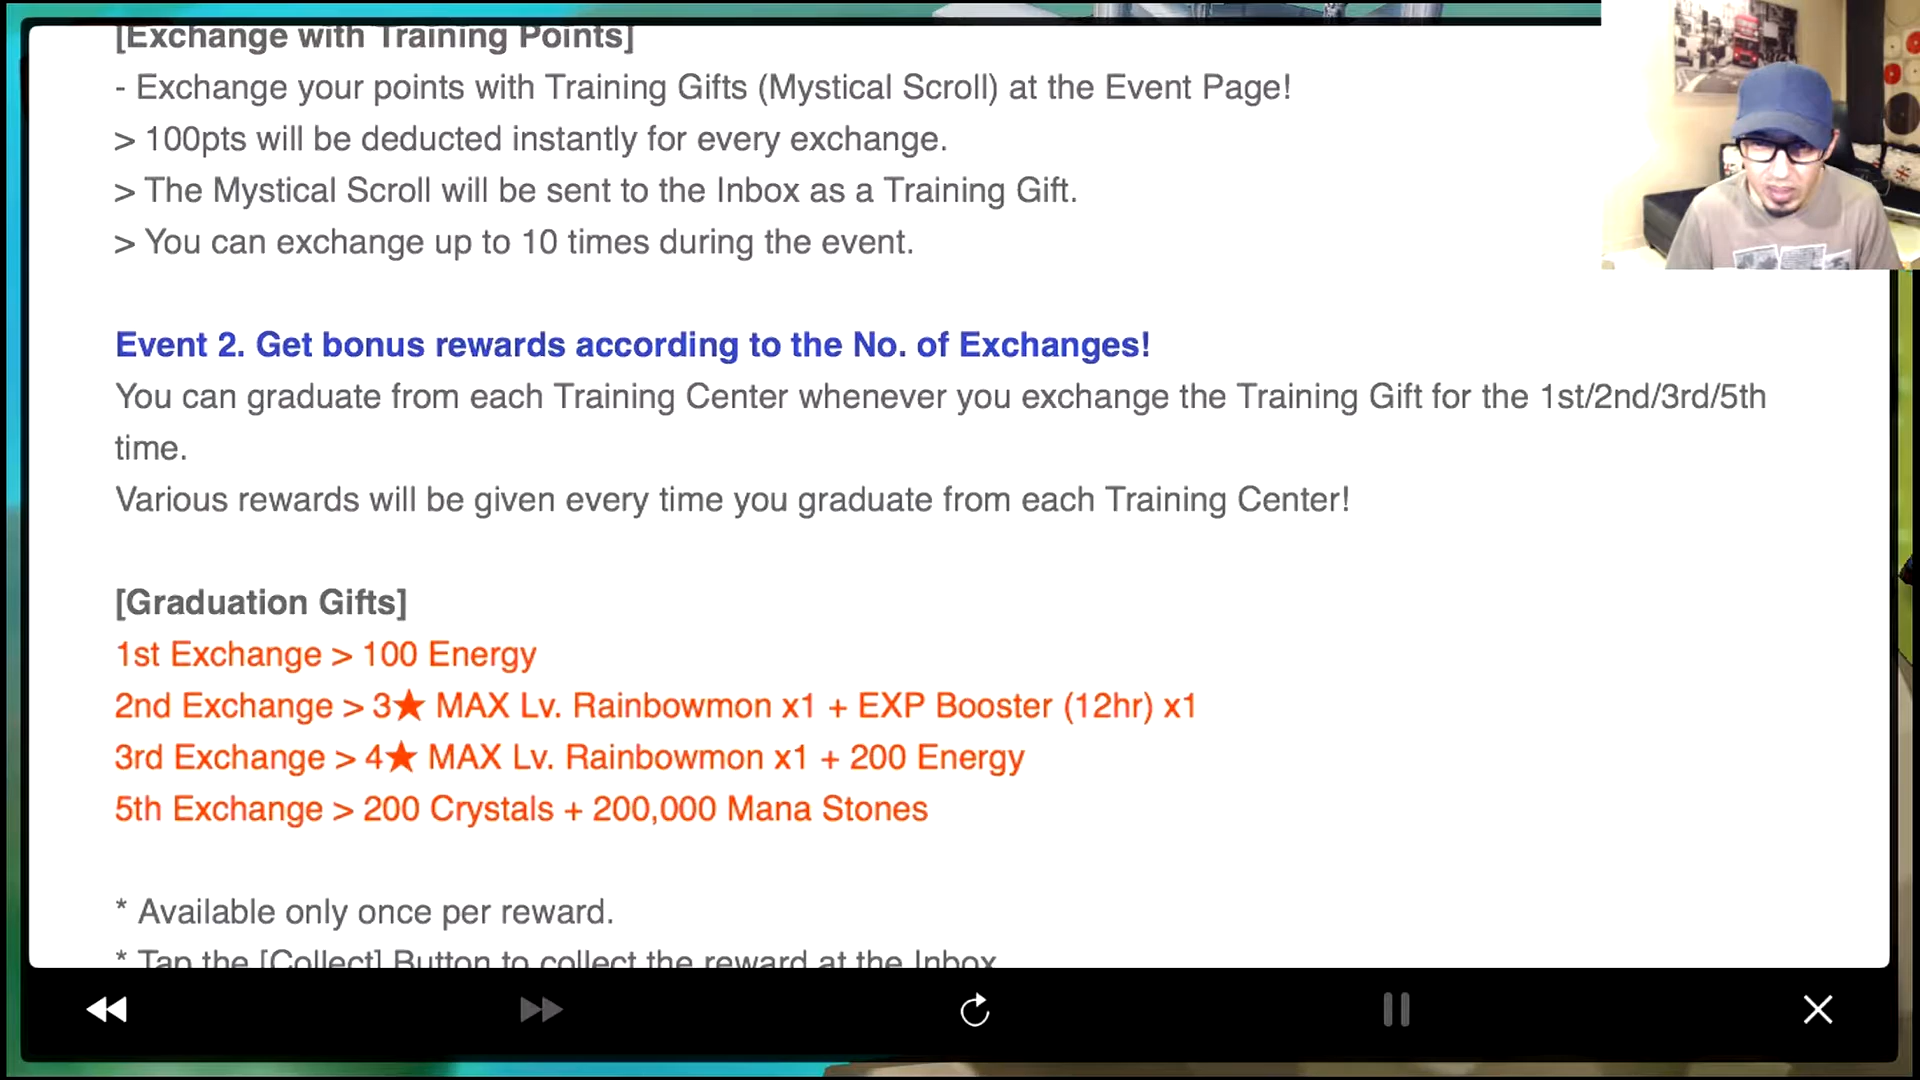 [Exchange with Training Points]
- Exchange your points with Training Gifts (Mystical Scroll) at the Event Page!
> 100pts will be deducted instantly for every exchange.
> The Mystical Scroll will be sent to the Inbox as a Training Gift.
> You can exchange up to 10 times during the event.
Event 2. Get bonus rewards according to the No. of Exchanges!
You can graduate from each Training Center whenever you exchange the Training Gift for the 1st/2nd/3rd/5th
time.
Various rewards will be given every time you graduate from each Training Center!
[Graduation Gifts]
1st Exchange > 100 Energy
2nd Exchange > 3★ MAX Lv. Rainbowmon x1 + EXP Booster (12hr) x1
3rd Exchange > 4★ MAX Lv. Rainbowmon x1 + 200 Energy
5th Exchange > 200 Crystals + 200,000 Mana Stones
* Available only once per reward.
* Tap the [Collect] Button to collect the reward at the Inbox